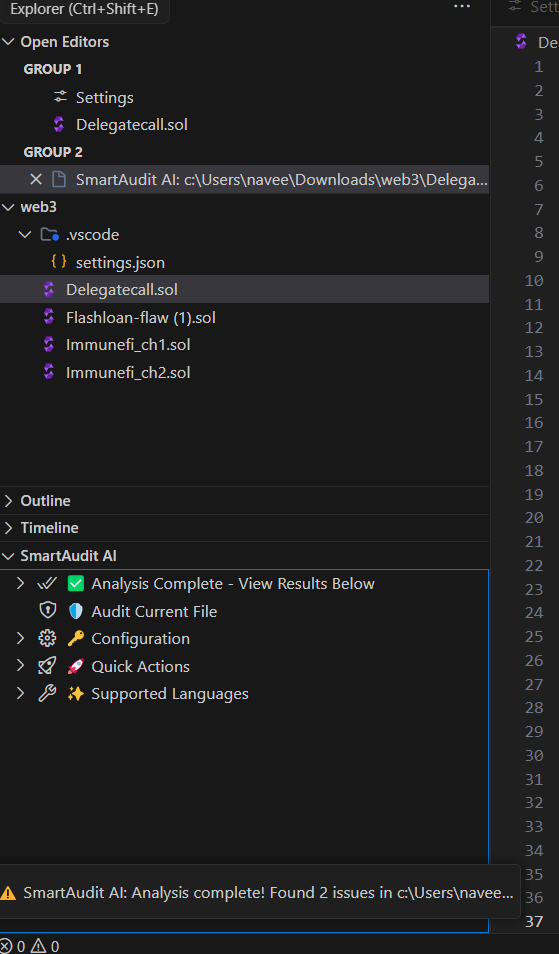 Explorer (Ctrl+Shift+E)
...
Sett
Open Editors
GROUP 1
Settings
Delegatecall.sol
GROUP 2
SmartAudit AI: c:\Users\navee\Downloads\web3\Delega...
web3
.vscode
{} settings.json
Delegatecall.sol
Flashloan-flaw (1).sol
Immunefi_ch1.sol
Immunefi_ch2.sol
Outline
Timeline
SmartAudit AI
Analysis Complete - View Results Below
Audit Current File
Configuration
Quick Actions
Supported Languages
SmartAudit AI: Analysis complete! Found 2 issues in c:\Users\navee...
0 0
De
1
2
3
4
5
6
7
8
9
10
11
12
13
14
15
16
17
18
19
20
21
22
23
24
25
26
27
28
29
30
31
32
33
34
35
36
37